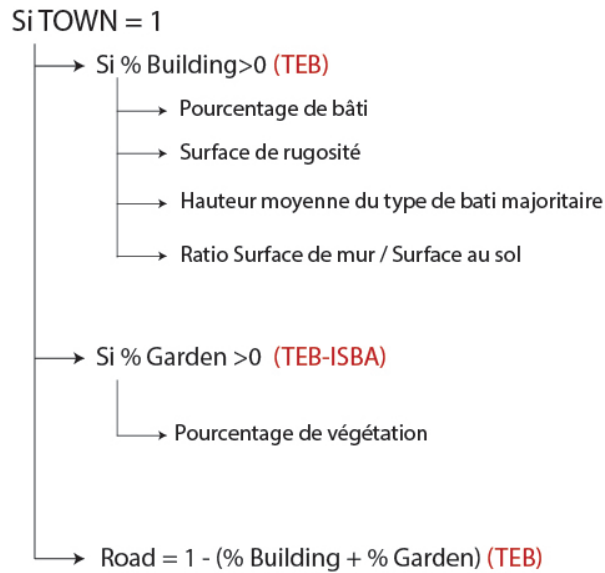 Si TOWN = 1
Si % Building>0 (TEB)
Pourcentage de bâti
Surface de rugosité
Hauteur moyenne du type de bati majoritaire
Ratio Surface de mur / Surface au sol
Si % Garden >0 (TEB-ISBA)
Pourcentage de végétation
Road = 1 - (% Building + % Garden) (TEB)